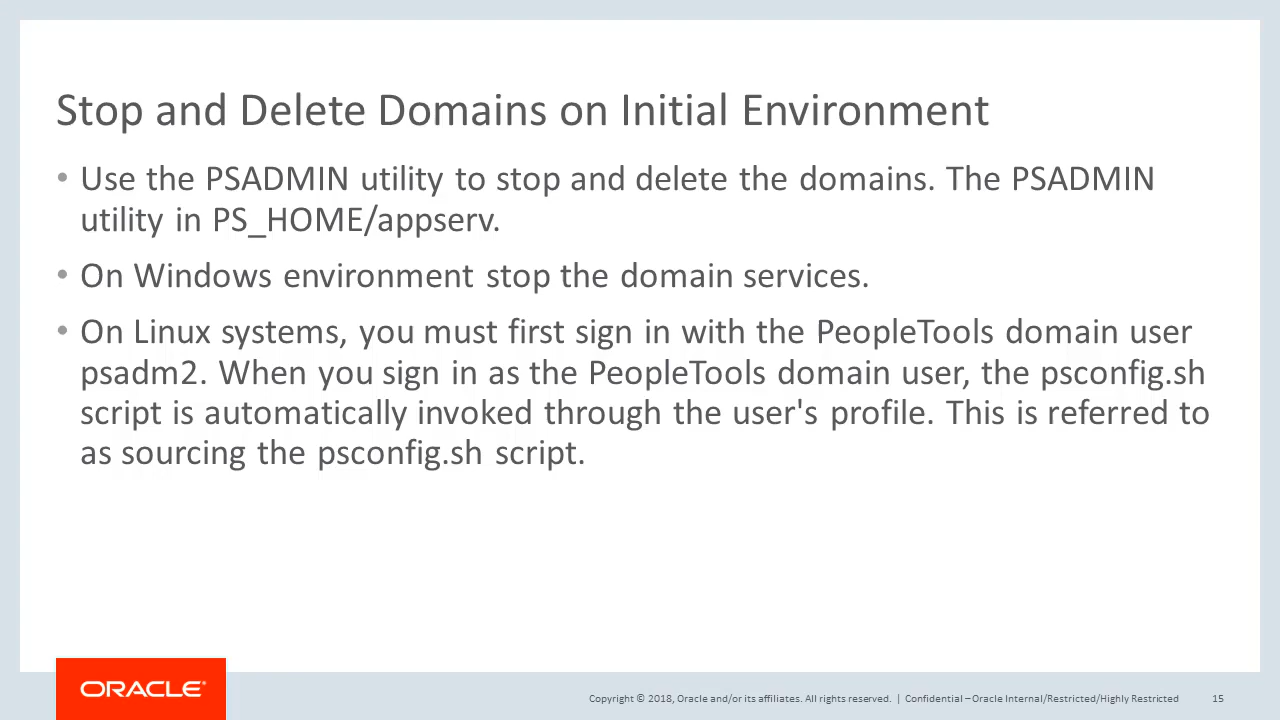 Stop and Delete Domains on Initial Environment
• Use the PSADMIN utility to stop and delete the domains. The PSADMIN
utility in PS_HOME/appserv.
• On Windows environment stop the domain services.
• On Linux systems, you must first sign in with the PeopleTools domain user
psadm2. When you sign in as the PeopleTools domain user, the psconfig.sh
script is automatically invoked through the user's profile. This is referred to
as sourcing the psconfig.sh script.
ORACLE®
Copyright © 2018, Oracle and/or its affiliates. All rights reserved. | Confidential – Oracle Internal/Restricted/Highly Restricted 15